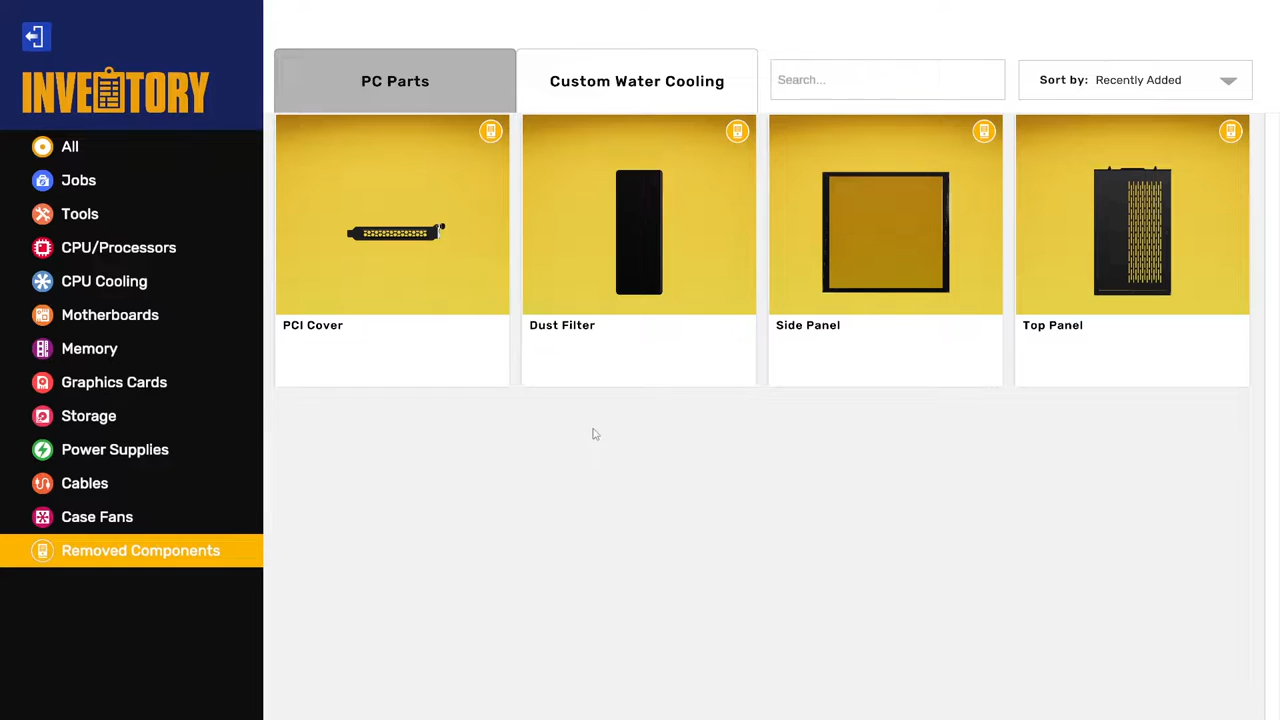 INVENTORY
All
Jobs
Tools
CPU/Processors
CPU Cooling
Motherboards
Memory
Graphics Cards
Storage
Power Supplies
Cables
Case Fans
Removed Components
PC Parts
Custom Water Cooling
Search...
Sort by: Recently Added
PCI Cover
Dust Filter
Side Panel
Top Panel